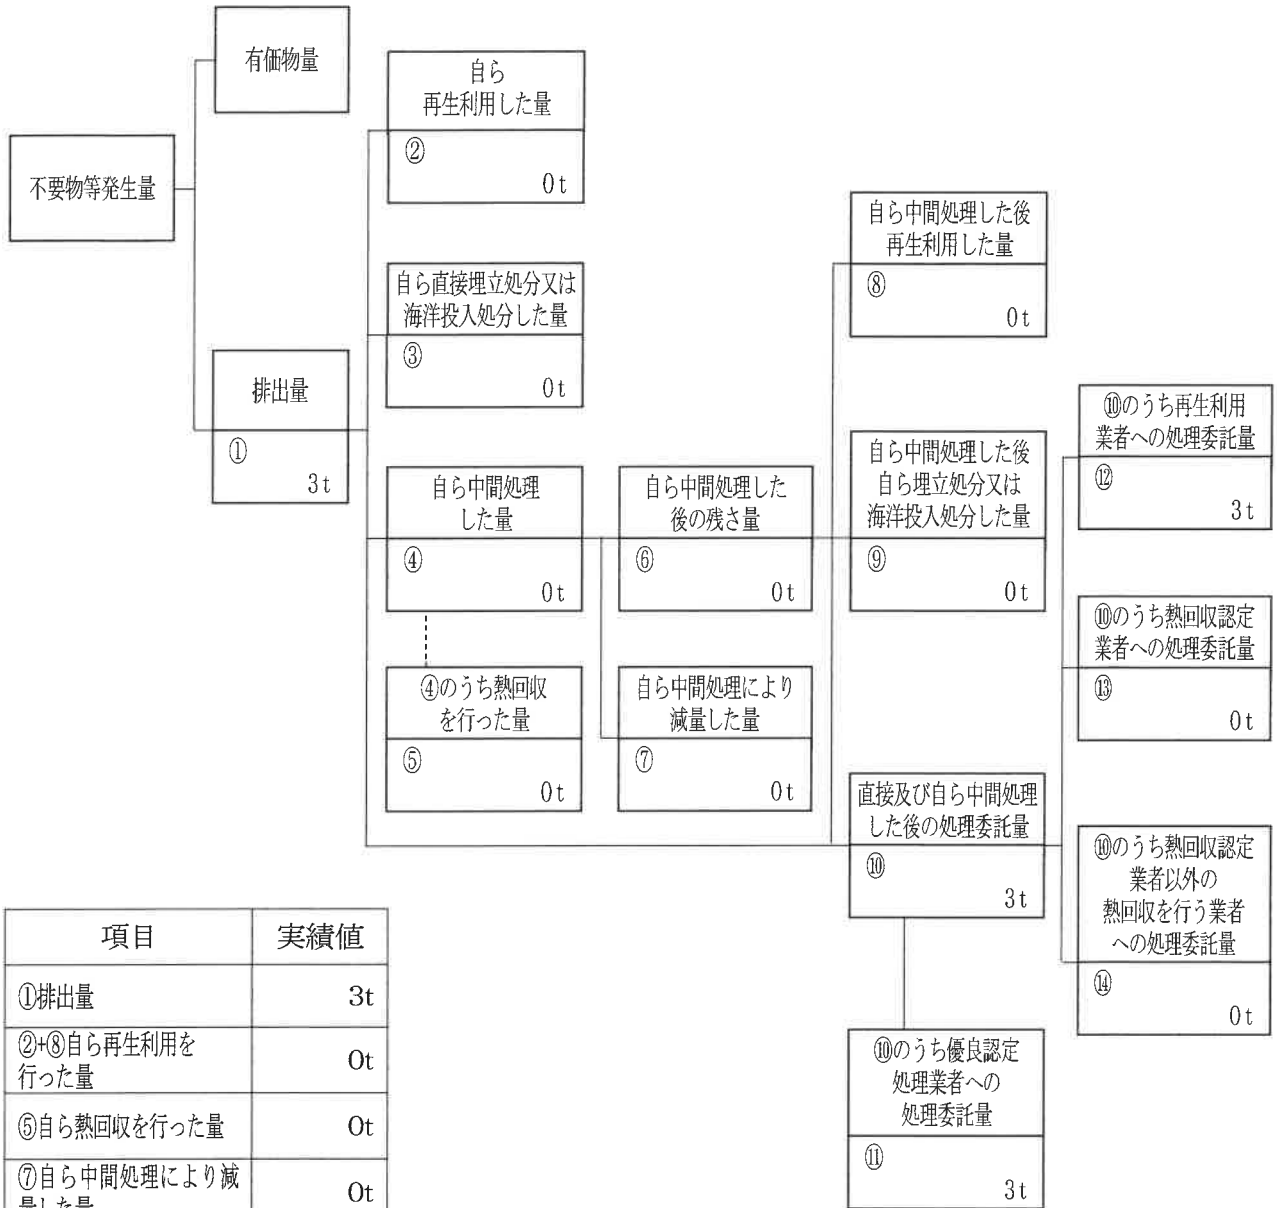 有価物量
不要物等発生量
排出量
①
3t
自ら
再生利用した量
②
0t
自ら直接埋立処分又は
海洋投入処分した量
③
0t
自ら中間処理
した量
④
0t
④のうち熱回収
を行った量
⑤
0t
自ら中間処理した
後の残さ量
⑥
0t
自ら中間処理により
減量した量
⑦
0t
自ら中間処理した後
再生利用した量
⑧
0t
自ら中間処理した後
自ら埋立処分又は
海洋投入処分した量
⑨
0t
直接及び自ら中間処理
した後の処理委託量
⑩
3t
⑩のうち優良認定
処理業者への
処理委託量
⑪
3t
⑩のうち再生利用
業者への処理委託量
⑫
3t
⑩のうち熱回収認定
業者への処理委託量
⑬
0t
⑩のうち熱回収認定
業者以外の
熱回収を行う業者
への処理委託量
⑭
0t
項目 実績値
①排出量 3t
②+⑧自ら再生利用を
行った量 0t
⑤自ら熱回収を行った量 0t
⑦自ら中間処理により減
量した量 0t